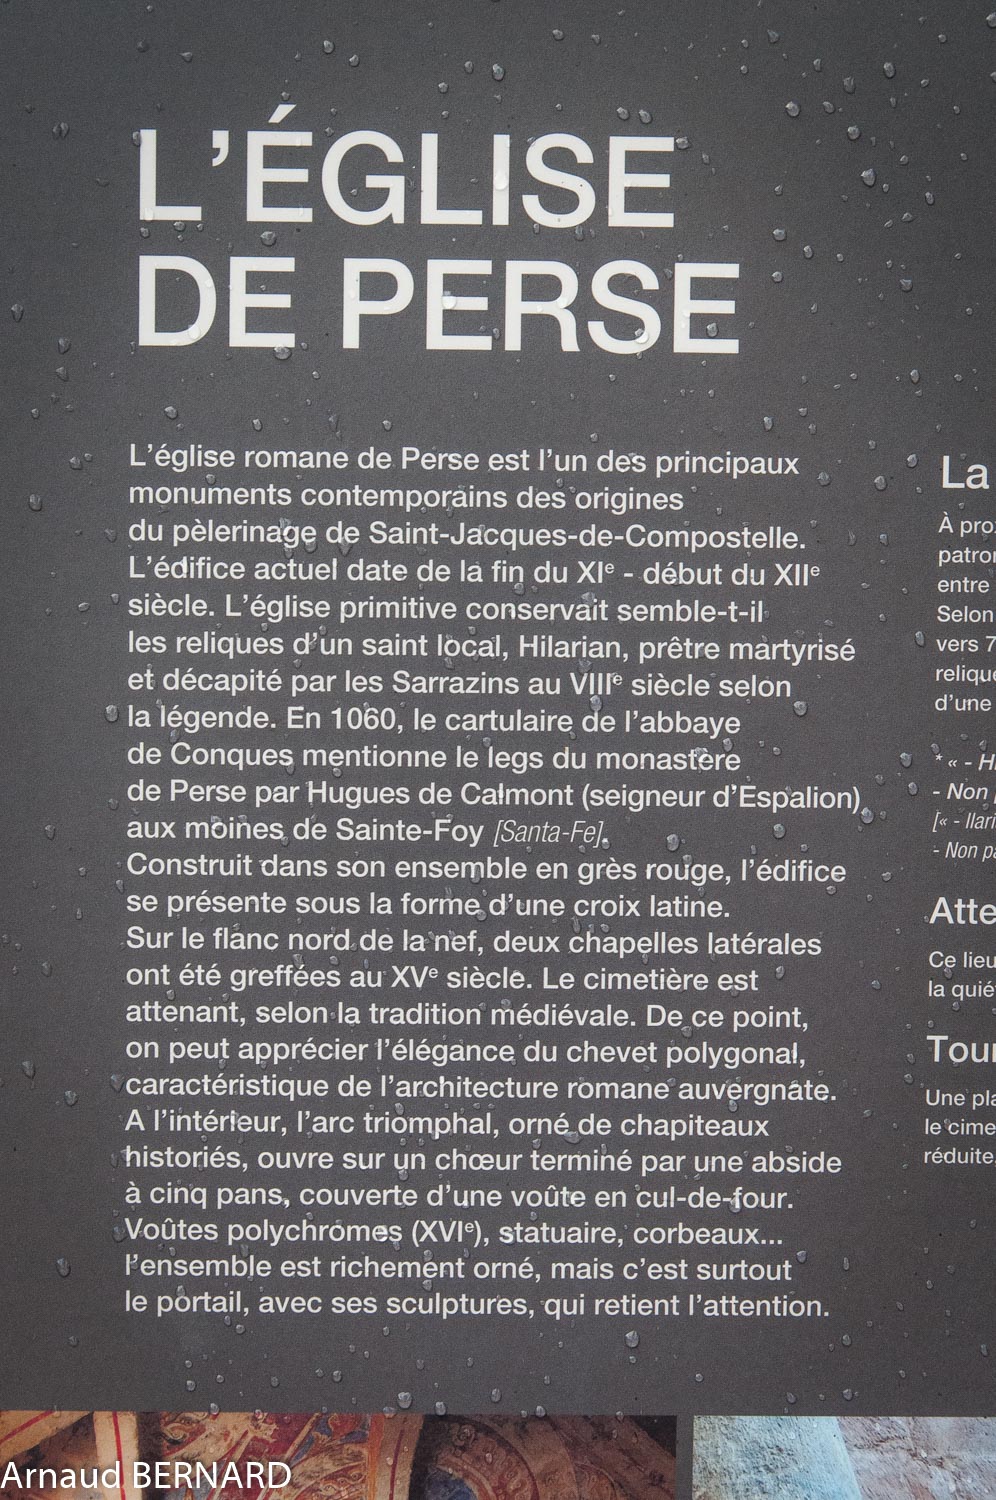 L'ÉGLISE
DE PERSE
L'église romane de Perse est l'un des principaux
monuments contemporains des origines
du pèlerinage de Saint-Jacques-de-Compostelle.
L'édifice actuel date de la fin du XIe - début du XIIe
siècle. L'église primitive conservait semble-t-il
les reliques d'un saint local, Hilarian, prêtre martyrisé
et décapité par les Sarrazins au VIIIe siècle selon
la légende. En 1060, le cartulaire de l'abbaye
de Conques mentionne le legs du monastère
de Perse par Hugues de Calmont (seigneur d'Espalion)
aux moines de Sainte-Foy [Santa-Fe].
Construit dans son ensemble en grès rouge, l'édifice
se présente sous la forme d'une croix latine.
Sur le flanc nord de la nef, deux chapelles latérales
ont été greffées au XVe siècle. Le cimetière est
attenant, selon la tradition médiévale. De ce point,
on peut apprécier l'élégance du chevet polygonal,
caractéristique de l'architecture romane auvergnate.
A l'intérieur, l'arc triomphal, orné de chapiteaux
historiés, ouvre sur un chœur terminé par une abside
à cinq pans, couverte d'une voûte en cul-de-four.
Voûtes polychromes (XVIe), statuaire, corbeaux...
l'ensemble est richement orné, mais c'est surtout
le portail, avec ses sculptures, qui retient l'attention.
La
À pro
patro
entre
Selon
vers 7
relique
d'une
* « - H
- Non
[« - Ilari
- Non pa
Atte
Ce lieu
la quié
Tour
Une pla
le cime
réduite.
Arnaud BERNARD